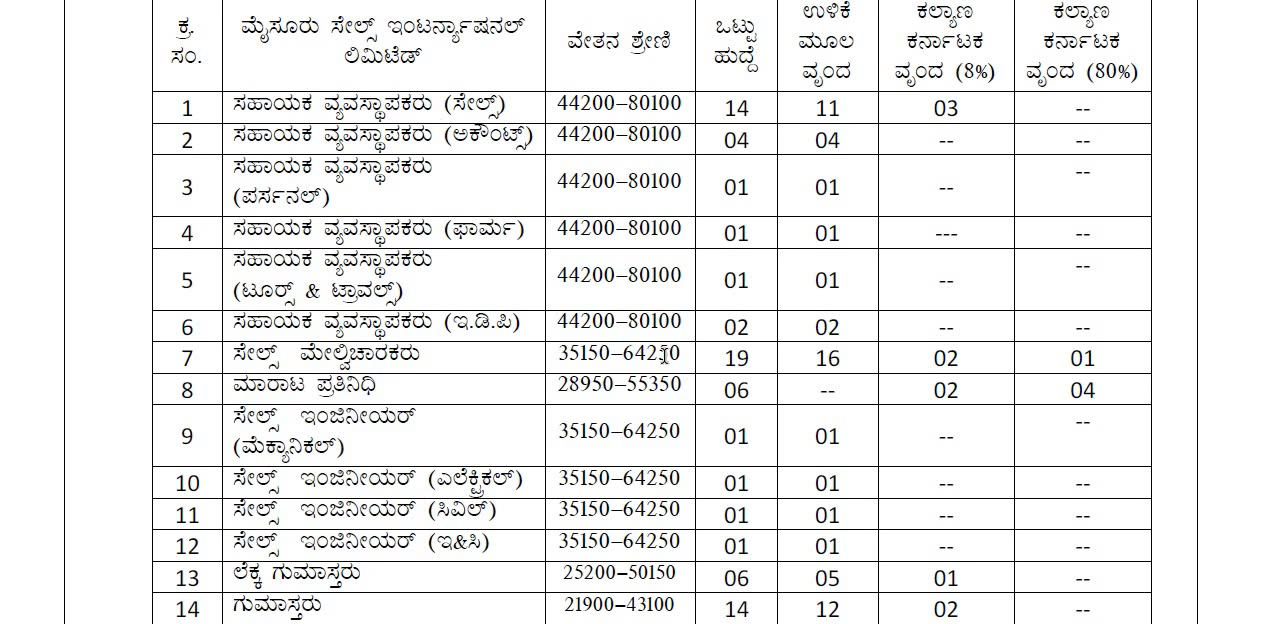 ಕ್ರ. ಸಂ. ಮೈಸೂರು ಸೇಲ್ಸ್ ಇಂಟರ್ನ್ಯಾಷನಲ್ ಲಿಮಿಟೆಡ್ ವೇತನ ಶ್ರೇಣಿ ಒಟ್ಟು ಹುದ್ದೆ ಉಳಿಕೆ ಮೂಲ ವೃಂದ ಕಲ್ಯಾಣ ಕರ್ನಾಟಕ ವೃಂದ (8%) ಕಲ್ಯಾಣ ಕರ್ನಾಟಕ ವೃಂದ (80%)
1 ಸಹಾಯಕ ವ್ಯವಸ್ಥಾಪಕರು (ಸೇಲ್ಸ್) 44200–80100 14 11 03 --
2 ಸಹಾಯಕ ವ್ಯವಸ್ಥಾಪಕರು (ಅಕೌಂಟ್ಸ್) 44200–80100 04 04 -- --
3 ಸಹಾಯಕ ವ್ಯವಸ್ಥಾಪಕರು (ಪರ್ಸನಲ್) 44200–80100 01 01 -- --
4 ಸಹಾಯಕ ವ್ಯವಸ್ಥಾಪಕರು (ಫಾರ್ಮ) 44200–80100 01 01 --- --
5 ಸಹಾಯಕ ವ್ಯವಸ್ಥಾಪಕರು (ಟೂರ್ಸ್ & ಟ್ರಾವಲ್ಸ್) 44200–80100 01 01 -- --
6 ಸಹಾಯಕ ವ್ಯವಸ್ಥಾಪಕರು (ಇ.ಡಿ.ಪಿ) 44200–80100 02 02 -- --
7 ಸೇಲ್ಸ್ ಮೇಲ್ವಿಚಾರಕರು 35150–64250 19 16 02 01
8 ಮಾರಾಟ ಪ್ರತಿನಿಧಿ 28950–55350 06 -- 02 04
9 ಸೇಲ್ಸ್ ಇಂಜಿನೀಯರ್ (ಮೆಕ್ಯಾನಿಕಲ್) 35150–64250 01 01 -- --
10 ಸೇಲ್ಸ್ ಇಂಜಿನೀಯರ್ (ಎಲೆಕ್ಟ್ರಿಕಲ್) 35150–64250 01 01 -- --
11 ಸೇಲ್ಸ್ ಇಂಜಿನೀಯರ್ (ಸಿವಿಲ್) 35150–64250 01 01 -- --
12 ಸೇಲ್ಸ್ ಇಂಜಿನೀಯರ್ (ಇ&ಸಿ) 35150–64250 01 01 -- --
13 ಲೆಕ್ಕ ಗುಮಾಸ್ತರು 25200–50150 06 05 01 --
14 ಗುಮಾಸ್ತರು 21900–43100 14 12 02 --